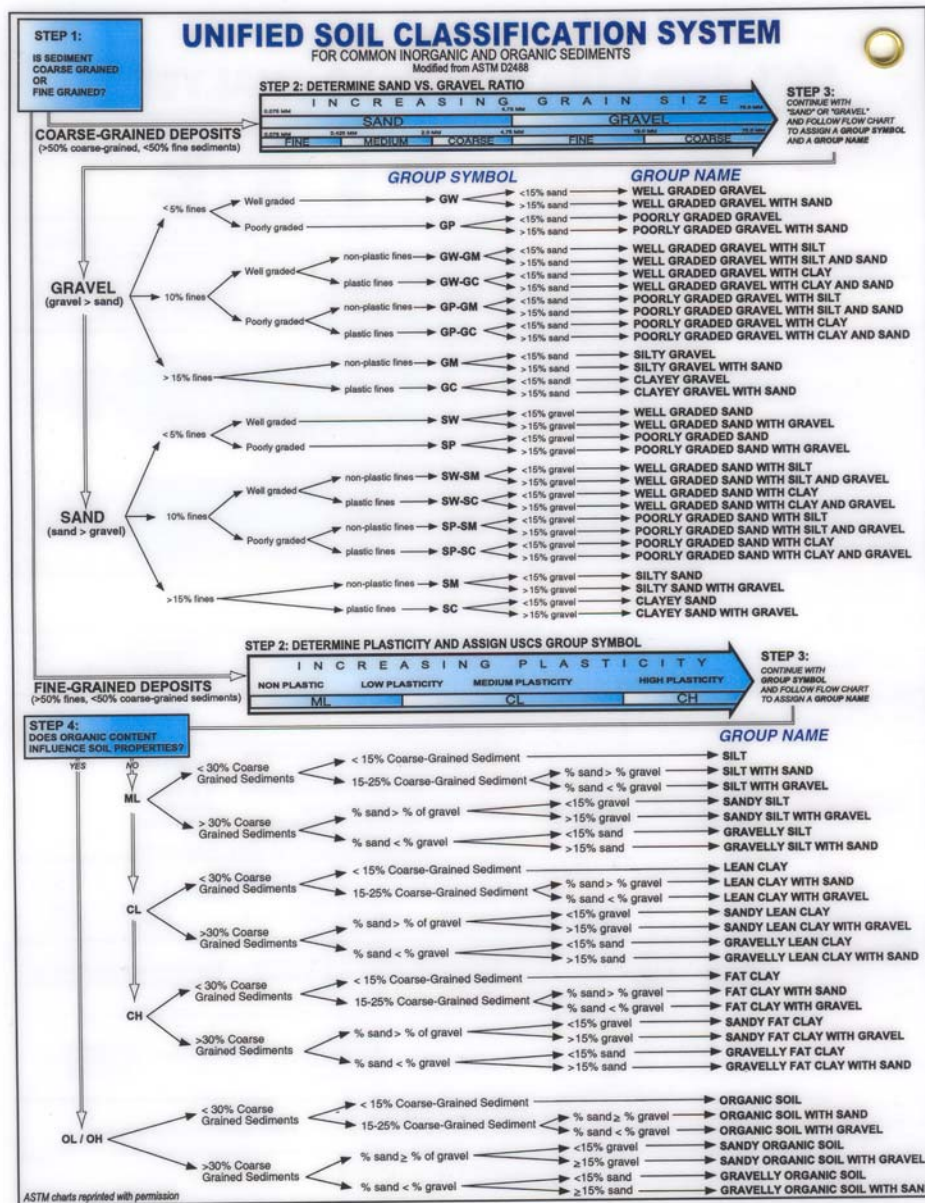 STEP 1:
IS SEDIMENT
COARSE GRAINED
OR
FINE GRAINED?
UNIFIED SOIL CLASSIFICATION SYSTEM
FOR COMMON INORGANIC AND ORGANIC SEDIMENTS
Modified from ASTM D2488
STEP 2: DETERMINE SAND VS. GRAVEL RATIO
INCREASING GRAIN SIZE
0.075 MM 4.75 MM 75.0 MM
SAND GRAVEL
0.075 MM 0.425 MM 2.0 MM 4.75 MM 19.0 MM 75.0 MM
FINE MEDIUM COARSE FINE COARSE
STEP 3:
CONTINUE WITH
"SAND" OR "GRAVEL"
AND FOLLOW FLOW CHART
TO ASSIGN A GROUP SYMBOL
AND A GROUP NAME
COARSE-GRAINED DEPOSITS
(>50% coarse-grained, <50% fine sediments)
GROUP SYMBOL GROUP NAME
GRAVEL
(gravel > sand)
<5% fines Well graded GW <15% sand WELL GRADED GRAVEL
>15% sand WELL GRADED GRAVEL WITH SAND
Poorly graded GP <15% sand POORLY GRADED GRAVEL
>15% sand POORLY GRADED GRAVEL WITH SAND
10% fines Well graded non-plastic fines GW-GM <15% sand WELL GRADED GRAVEL WITH SILT
>15% sand WELL GRADED GRAVEL WITH SILT AND SAND
plastic fines GW-GC <15% sand WELL GRADED GRAVEL WITH CLAY
>15% sand WELL GRADED GRAVEL WITH CLAY AND SAND
Poorly graded non-plastic fines GP-GM <15% sand POORLY GRADED GRAVEL WITH SILT
>15% sand POORLY GRADED GRAVEL WITH SILT AND SAND
plastic fines GP-GC <15% sand POORLY GRADED GRAVEL WITH CLAY
>15% sand POORLY GRADED GRAVEL WITH CLAY AND SAND
> 15% fines non-plastic fines GM <15% sand SILTY GRAVEL
>15% sand SILTY GRAVEL WITH SAND
plastic fines GC <15% sandl CLAYEY GRAVEL
>15% sand CLAYEY GRAVEL WITH SAND
SAND
(sand > gravel)
<5% fines Well graded SW <15% gravel WELL GRADED SAND
>15% gravel WELL GRADED SAND WITH GRAVEL
Poorly graded SP <15% gravel POORLY GRADED SAND
>15% gravel POORLY GRADED SAND WITH GRAVEL
10% fines Well graded non-plastic fines SW-SM <15% gravel WELL GRADED SAND WITH SILT
>15% gravel WELL GRADED SAND WITH SILT AND GRAVEL
plastic fines SW-SC <15% gravel WELL GRADED SAND WITH CLAY
>15% gravel WELL GRADED SAND WITH CLAY AND GRAVEL
Poorly graded non-plastic fines SP-SM <15% gravel POORLY GRADED SAND WITH SILT
>15% gravel POORLY GRADED SAND WITH SILT AND GRAVEL
plastic fines SP-SC <15% gravel POORLY GRADED SAND WITH CLAY
>15% gravel POORLY GRADED SAND WITH CLAY AND GRAVEL
>15% fines non-plastic fines SM <15% gravel SILTY SAND
>15% gravel SILTY SAND WITH GRAVEL
plastic fines SC <15% gravel CLAYEY SAND
>15% gravel CLAYEY SAND WITH GRAVEL
STEP 2: DETERMINE PLASTICITY AND ASSIGN USCS GROUP SYMBOL
INCREASING PLASTICITY
NON PLASTIC LOW PLASTICITY MEDIUM PLASTICITY HIGH PLASTICITY
ML CL CH
STEP 3:
CONTINUE WITH
GROUP SYMBOL
AND FOLLOW FLOW CHART
TO ASSIGN A GROUP NAME
FINE-GRAINED DEPOSITS
(>50% fines, <50% coarse-grained sediments)
STEP 4:
DOES ORGANIC CONTENT
INFLUENCE SOIL PROPERTIES?
YES NO
GROUP NAME
ML
< 30% Coarse
Grained Sediments
< 15% Coarse-Grained Sediment SILT
15-25% Coarse-Grained Sediment % sand > % gravel SILT WITH SAND
% sand < % gravel SILT WITH GRAVEL
> 30% Coarse
Grained Sediments
% sand > % of gravel <15% gravel SANDY SILT
>15% gravel SANDY SILT WITH GRAVEL
% sand < % gravel <15% sand GRAVELLY SILT
>15% sand GRAVELLY SILT WITH SAND
CL
<30% Coarse
Grained Sediments
< 15% Coarse-Grained Sediment LEAN CLAY
15-25% Coarse-Grained Sediment % sand > % gravel LEAN CLAY WITH SAND
% sand < % gravel LEAN CLAY WITH GRAVEL
>30% Coarse
Grained Sediments
% sand > % of gravel <15% gravel SANDY LEAN CLAY
>15% gravel SANDY LEAN CLAY WITH GRAVEL
% sand < % gravel <15% sand GRAVELLY LEAN CLAY
>15% sand GRAVELLY LEAN CLAY WITH SAND
CH
<30% Coarse
Grained Sediments
< 15% Coarse-Grained Sediment FAT CLAY
15-25% Coarse-Grained Sediment % sand > % gravel FAT CLAY WITH SAND
% sand < % gravel FAT CLAY WITH GRAVEL
>30% Coarse
Grained Sediments
% sand > % of gravel <15% gravel SANDY FAT CLAY
>15% gravel SANDY FAT CLAY WITH GRAVEL
% sand < % gravel <15% sand GRAVELLY FAT CLAY
>15% sand GRAVELLY FAT CLAY WITH SAND
OL / OH
< 30% Coarse
Grained Sediments
< 15% Coarse-Grained Sediment ORGANIC SOIL
15-25% Coarse-Grained Sediment % sand ≥ % gravel ORGANIC SOIL WITH SAND
% sand < % gravel ORGANIC SOIL WITH GRAVEL
>30% Coarse
Grained Sediments
% sand ≥ % of gravel <15% gravel SANDY ORGANIC SOIL
≥15% gravel SANDY ORGANIC SOIL WITH GRAVEL
% sand < % gravel <15% sand GRAVELLY ORGANIC SOIL
≥15% sand GRAVELLY ORGANIC SOIL WITH SAND
ASTM charts reprinted with permission